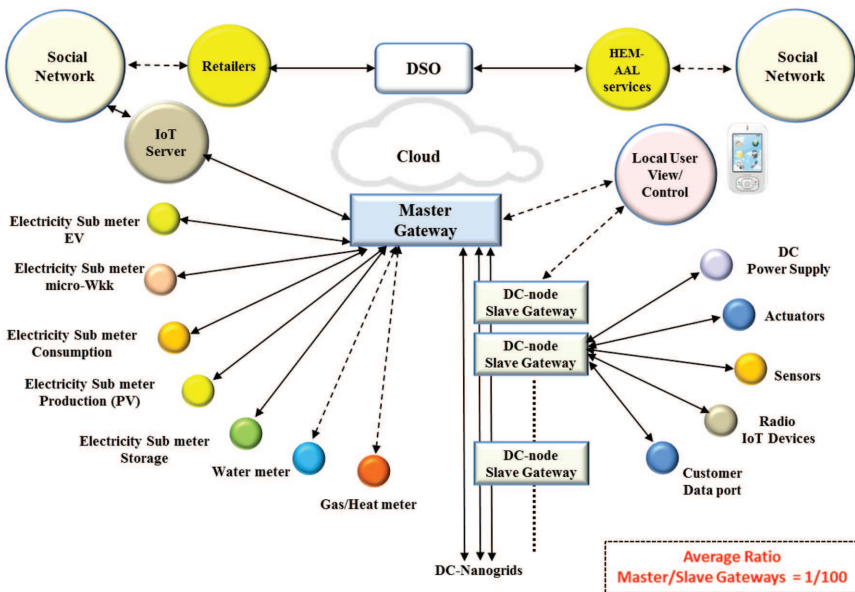 Social
Network
Retailers
DSO
HEM-
AAL
services
Social
Network
IoT
Server
Cloud
Local User
View/
Control
Master
Gateway
Electricity Sub meter
EV
Electricity Sub meter
micro-Wkk
Electricity Sub meter
Consumption
Electricity Sub meter
Production (PV)
Electricity Sub meter
Storage
Water meter
Gas/Heat meter
DC-node
Slave Gateway
DC-node
Slave Gateway
DC-node
Slave Gateway
DC
Power Supply
Actuators
Sensors
Radio
IoT Devices
Customer
Data port
DC-Nanogrids
Average Ratio
Master/Slave Gateways = 1/100